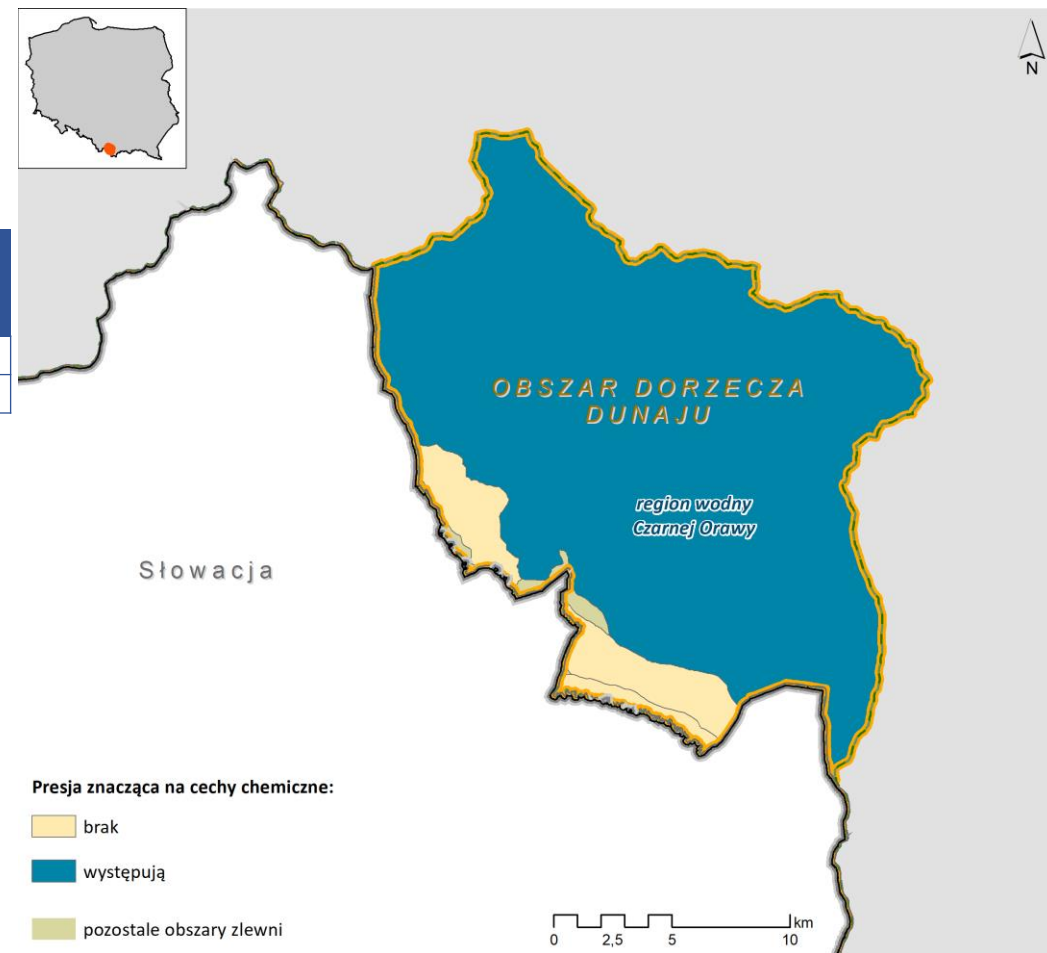 N
OBSZAR DORZECZA
DUNAJU
region wodny
Czarnej Orawy
Słowacja
Presja znacząca na cechy chemiczne:
brak
występują
pozostałe obszary zlewni
km
0 2,5 5 10